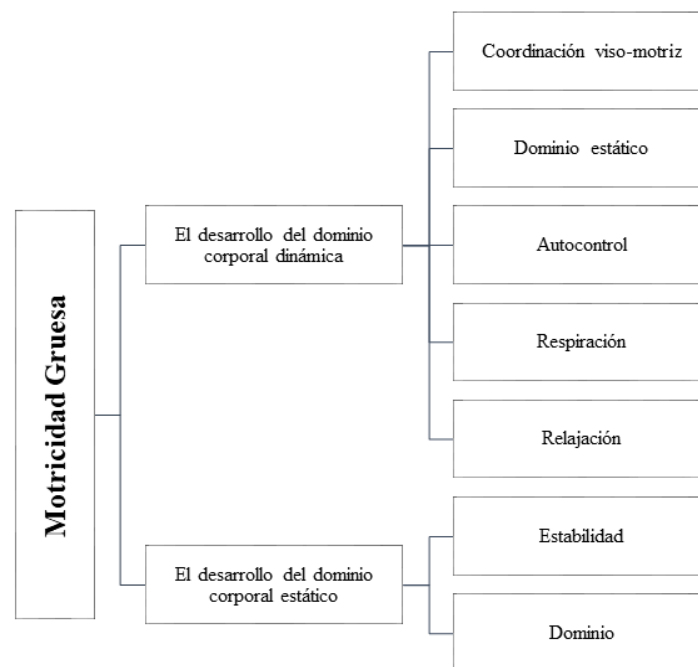 Motricidad Gruesa
El desarrollo del dominio
corporal dinámica
Coordinación viso-motriz
Dominio estático
Autocontrol
Respiración
Relajación
El desarrollo del dominio
corporal estático
Estabilidad
Dominio